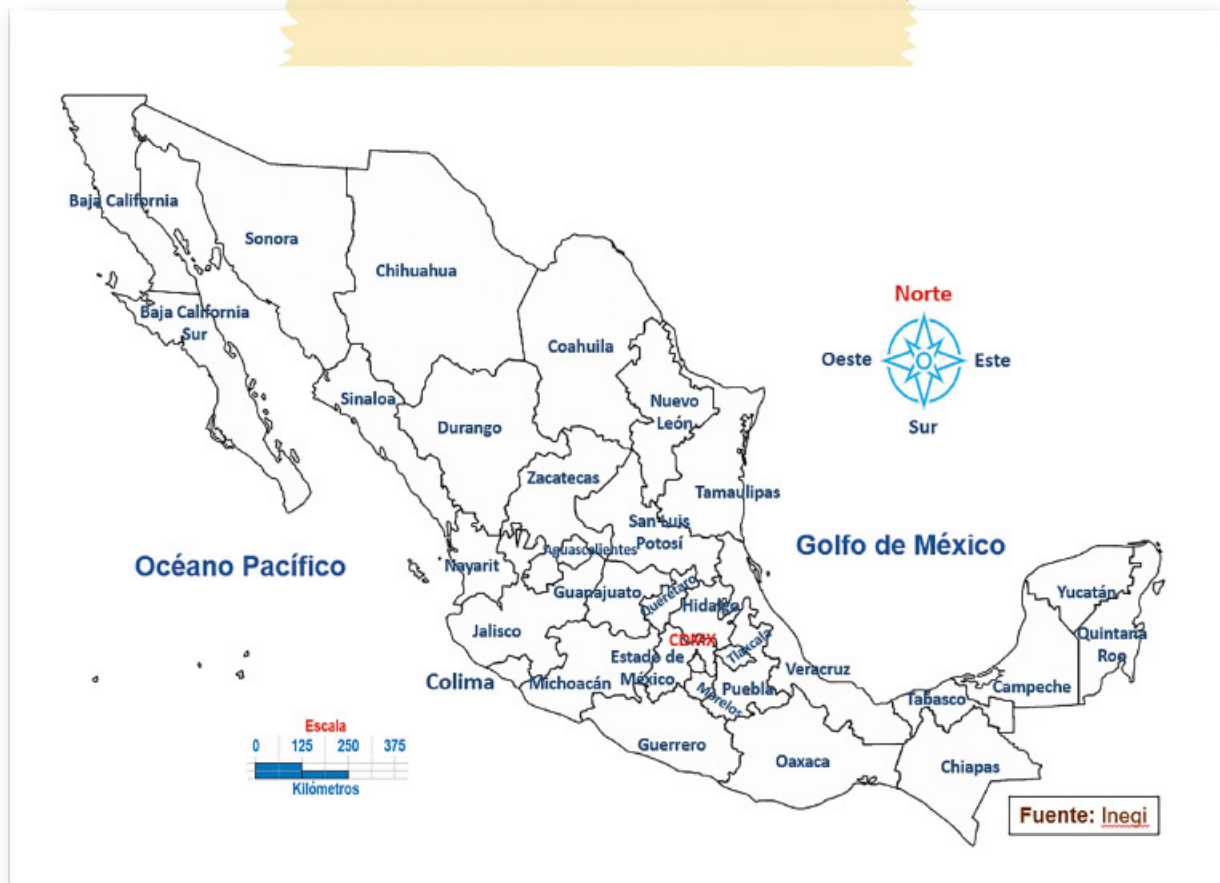 Baja California
Sonora
Chihuahua
Baja California
Sur
Coahuila
Norte
Oeste
Este
Sur
Sinaloa
Nuevo
León
Durango
Zacatecas
Tamaulipas
San Luis
Potosí
Golfo de México
Océano Pacífico
Aguascalientes
Nayarit
Guanajuato
Querétaro
Hidalgo
Yucatán
Jalisco
CDMX
Tlaxcala
Quintana
Roo
Estado de
México
Veracruz
Colima
Michoacán
Morelos
Puebla
Campeche
Tabasco
Guerrero
Oaxaca
Chiapas
Escala
0 125 250 375
Kilómetros
Fuente: Inegi